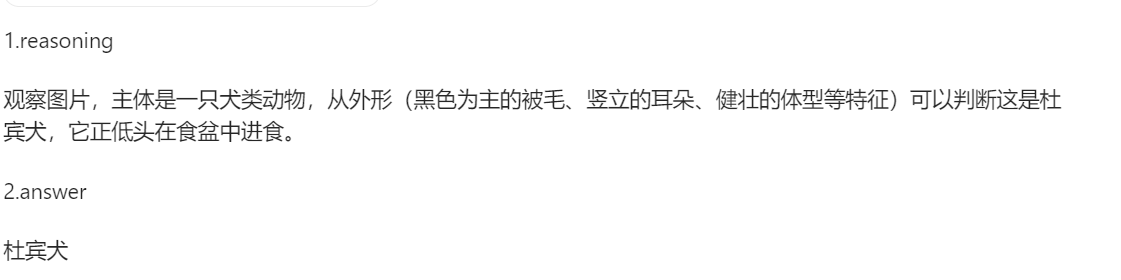 1.reasoning
观察图片，主体是一只犬类动物，从外形（黑色为主的被毛、竖立的耳朵、健壮的体型等特征）可以判断这是杜
宾犬，它正低头在食盆中进食。
2.answer
杜宾犬